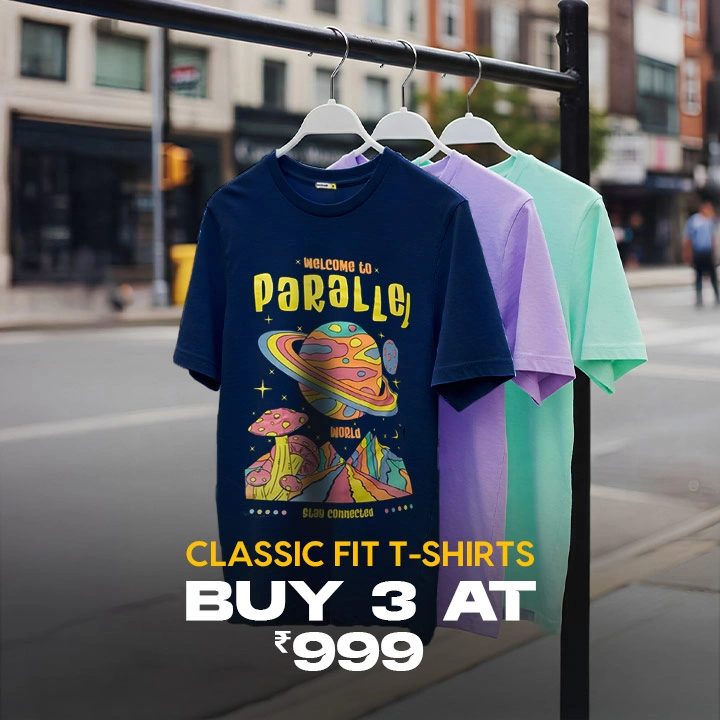 WELCOME TO
PARALLEL
WORLD
STAY CONNECTED
CLASSIC FIT T-SHIRTS
BUY 3 AT
₹999